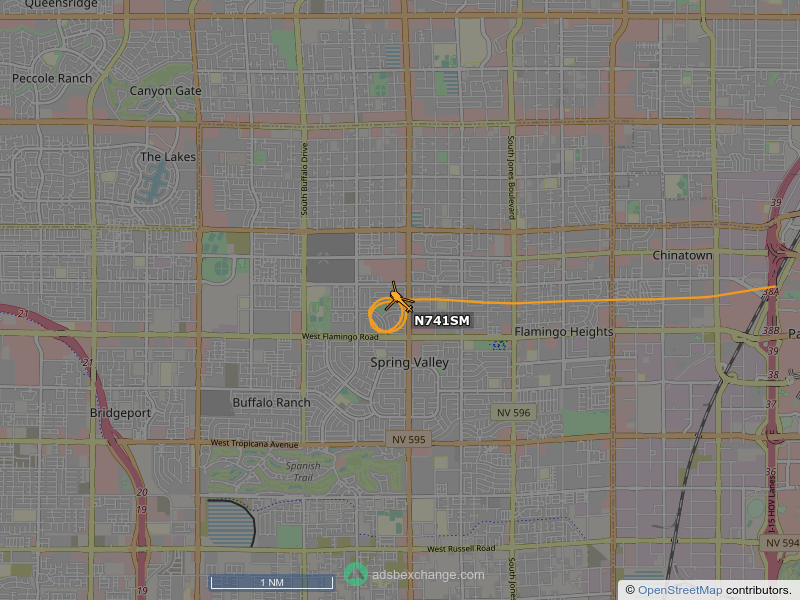 Queensridge
Peccole Ranch
Canyon Gate
The Lakes
South Buffalo Drive
South Jones Boulevard
39
Chinatown
38A
21
N741SM
West Flamingo Road
Flamingo Heights
38B
Pa
39
21
Spring Valley
38
Buffalo Ranch
37
Bridgeport
NV 596
NV 595
West Tropicana Avenue
Spanish
Trail
36
20
19
I-15 HOV Lanes
West Russell Road
NV 594
South Jones
1 NM
adsbexchange.com
19
© OpenStreetMap contributors.